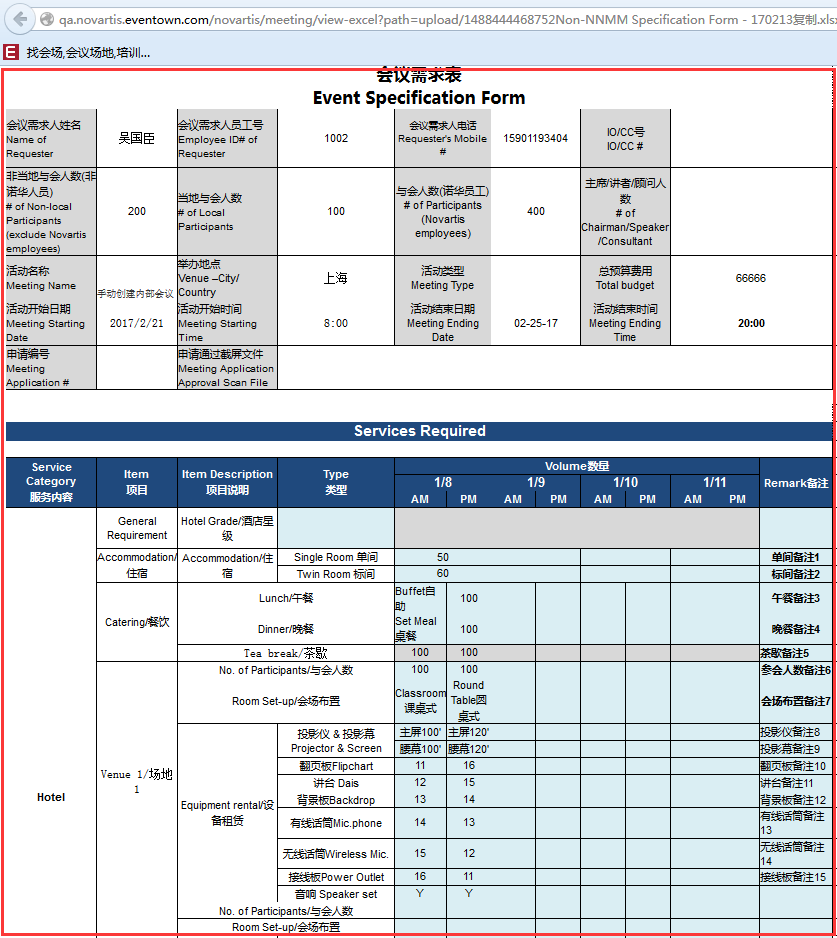 qa.novartis.eventown.com/novartis/meeting/view-excel?path=upload/1488444468752Non-NNMM Specification Form - 170213复制.xls
找会场,会议场地,培训...
会议需求表
Event Specification Form
会议需求人姓名
Name of
Requester
吴国臣
会议需求人员工号
Employee ID# of
Requester
1002
会议需求人电话
Requester's Mobile
#
15901193404
IO/CC号
IO/CC #
非当地与会人数(非
诺华人员)
# of Non-local
Participants
(exclude Novartis
employees)
200
当地与会人数
# of Local
Participants
100
与会人数(诺华员工)
# of Participants
(Novartis
employees)
400
主席/讲者/顾问人
数
# of
Chairman/Speaker
/Consultant
活动名称
Meeting Name
手动创建内部会议
举办地点
Venue –City/
Country
上海
活动类型
Meeting Type
总预算费用
Total budget
66666
活动开始日期
Meeting Starting
Date
2017/2/21
活动开始时间
Meeting Starting
Time
8:00
活动结束日期
Meeting Ending
Date
02-25-17
活动结束时间
Meeting Ending
Time
20:00
申请编号
Meeting
Application #
申请通过截屏文件
Meeting Application
Approval Scan File
Services Required
Service
Category
服务内容
Item
项目
Item Description
项目说明
Type
类型
Volume数量
1/8 1/9 1/10 1/11
AM PM AM PM AM PM AM PM
Remark备注
Hotel
General
Requirement
Hotel Grade/酒店星
级
Accommodation/
住宿
Accommodation/住
宿
Single Room 单间 50 单间备注1
Twin Room 标间 60 标间备注2
Catering/餐饮
Lunch/午餐
Buffet自
助
100 午餐备注3
Dinner/晚餐
Set Meal
桌餐
100 晚餐备注4
Tea break/茶歇 100 100 茶歇备注5
Venue 1/场地
1
No. of Participants/与会人数 100 100 参会人数备注6
Room Set-up/会场布置
Classroom
课桌式
Round
Table圆
桌式
会场布置备注7
Equipment rental/设
备租赁
投影仪 & 投影幕
Projector & Screen
主屏100' 主屏120' 投影仪备注8
腰幕100' 腰幕120' 投影幕备注9
翻页板Flipchart 11 16 翻页板备注10
讲台 Dais 12 15 讲台备注11
背景板Backdrop 13 14 背景板备注12
有线话筒Mic.phone 14 13
有线话筒备注
13
无线话筒Wireless Mic. 15 12
无线话筒备注
14
接线板Power Outlet 16 11 接线板备注15
音响 Speaker set Y Y
No. of Participants/与会人数
Room Set-up/会场布置